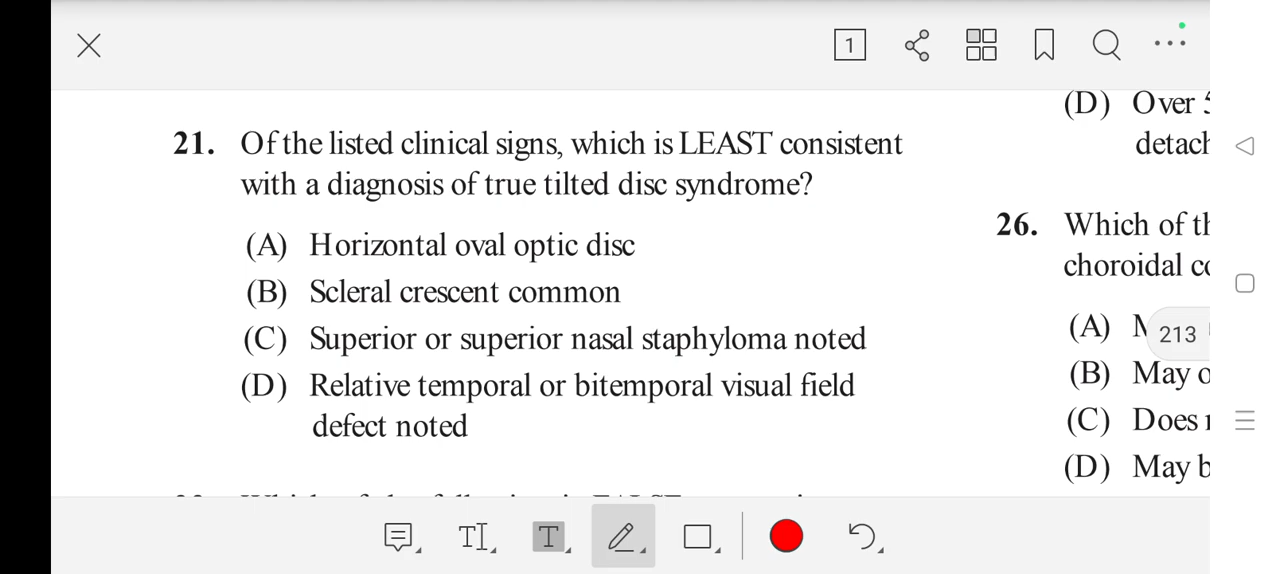 1
21. Of the listed clinical signs, which is LEAST consistent
with a diagnosis of true tilted disc syndrome?
(A) Horizontal oval optic disc
(B) Scleral crescent common
(C) Superior or superior nasal staphyloma noted
(D) Relative temporal or bitemporal visual field
defect noted
(D) Over
detach
26. Which of th
choroidal
(A)
213
(B) May
(C) Does
(D) May b
T
T